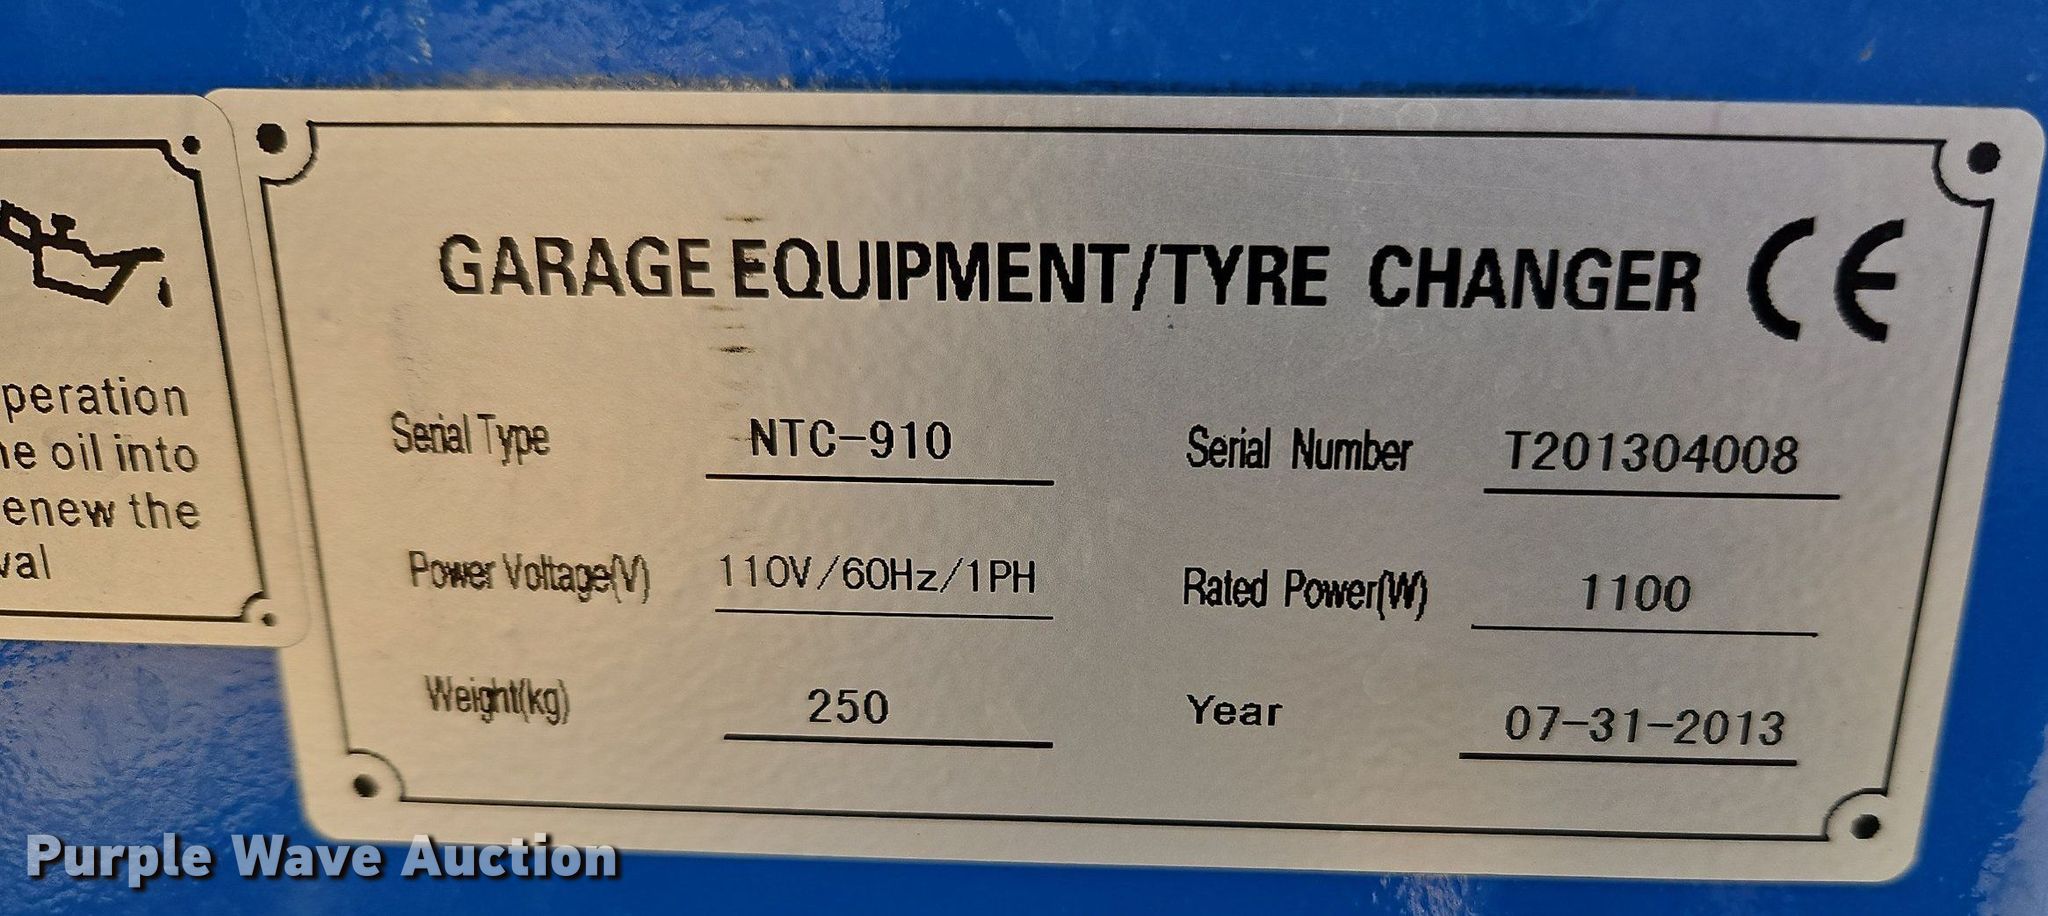 peration
oil into
enew the
GARAGE EQUIPMENT/TYRE CHANGER CE
Serial Type NTC-910 Serial Number T201304008
Power Voltage(V) 110V/60Hz/1PH Rated Power(W) 1100
Weight(kg) 250 Year 07-31-2013
Purple Wave Auction